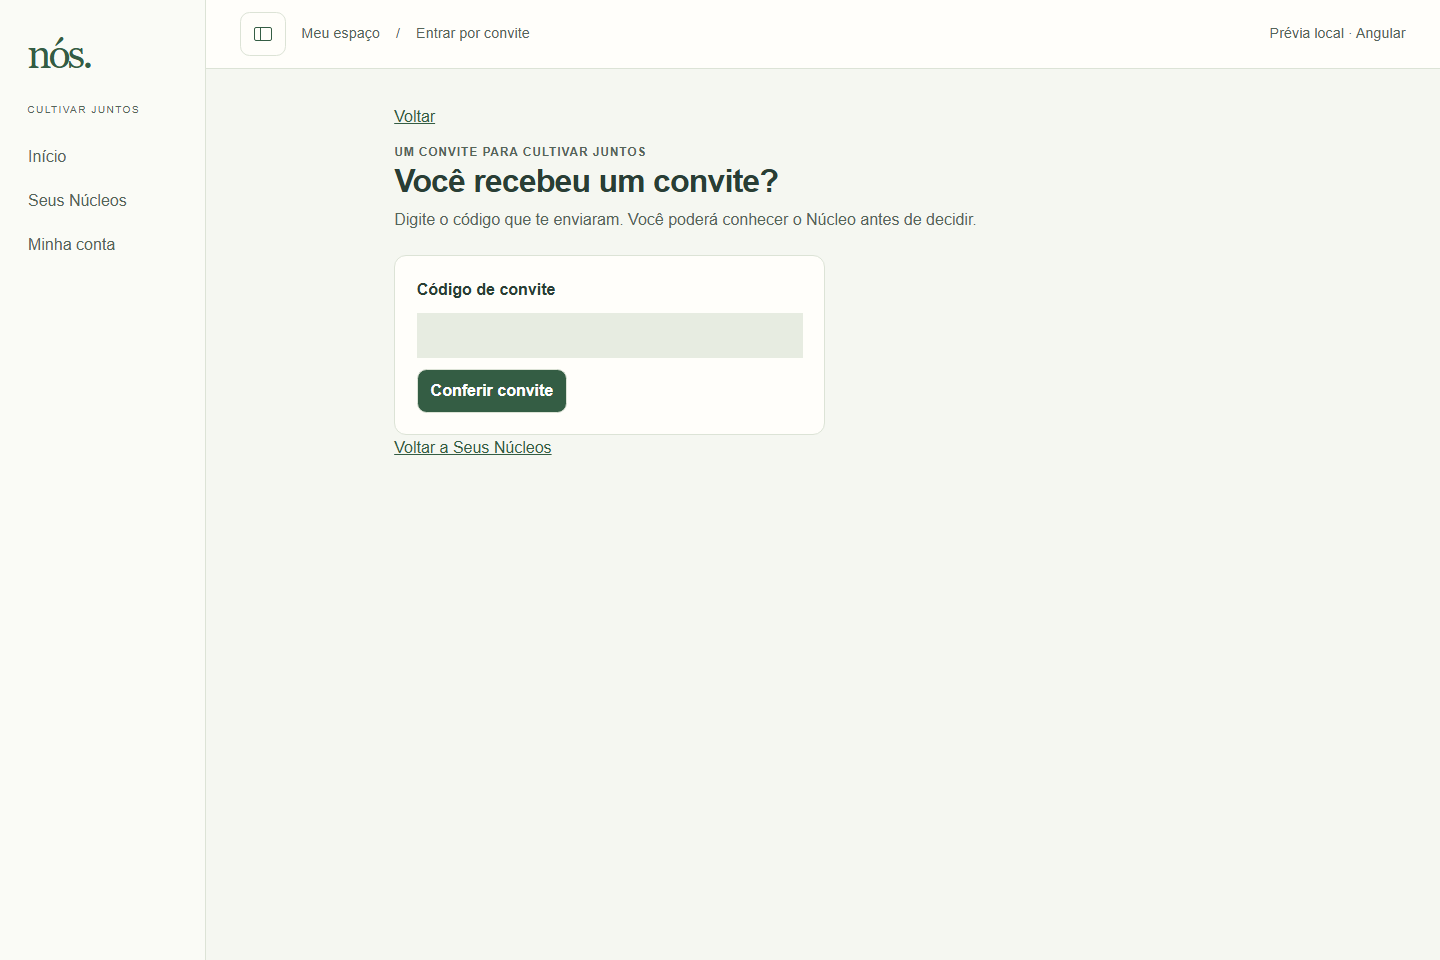 nós.
CULTIVAR JUNTOS
Início
Seus Núcleos
Minha conta
Meu espaço / Entrar por convite
Prévia local · Angular
Voltar
UM CONVITE PARA CULTIVAR JUNTOS
Você recebeu um convite?
Digite o código que te enviaram. Você poderá conhecer o Núcleo antes de decidir.
Código de convite
Conferir convite
Voltar a Seus Núcleos